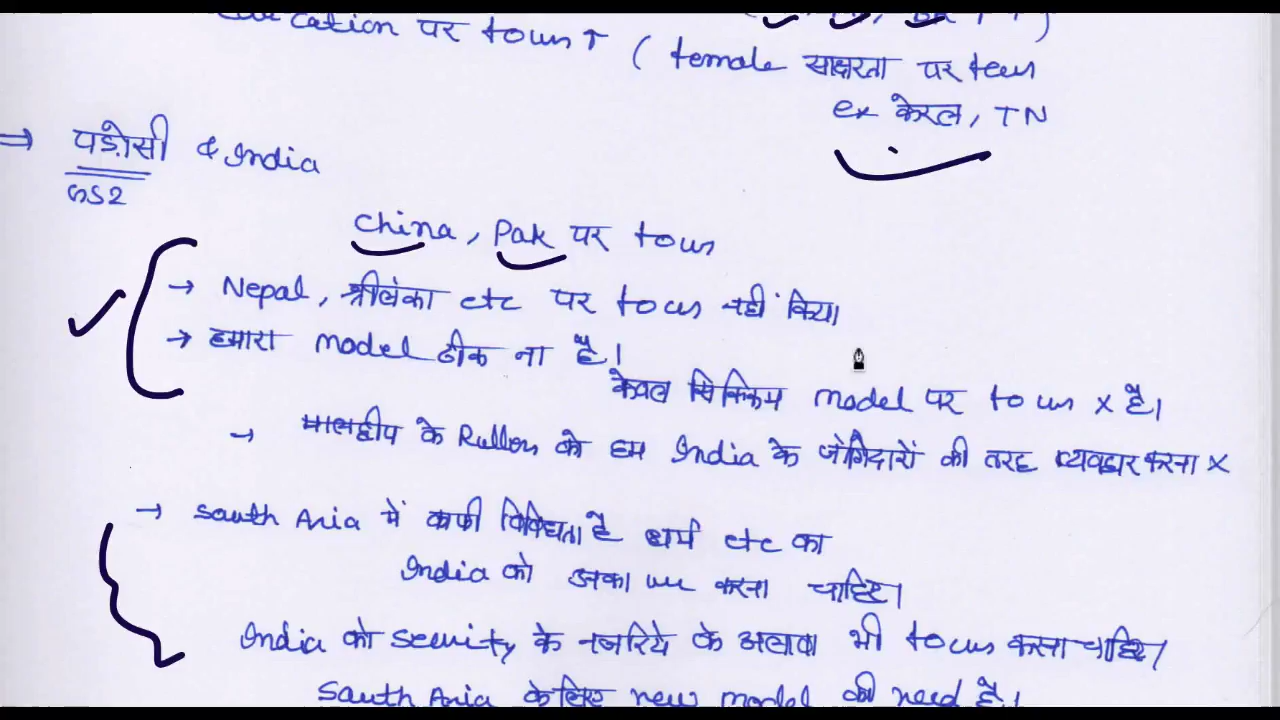 cation पर focus ↑ ( female साक्षरता पर focus
ex केरल, TN
⇒ पड़ोसी & India
GS2
China, Pak पर focus
→ Nepal, श्रीलंका etc पर focus नहीं किया।
→ हमारा model ठीक ना है।
केवल सिक्किम model पर focus x है।
→ मालद्वीप के Rullers को हम India के जागिदारों की तरह व्यवहार करना x
→ South Asia में काफी विविधता है धर्म etc का
India को उनका use करना चाहिए।
India को security के नजरिये के अलावा भी focus करना चाहिए।
South Asia के लिए new model की need है।